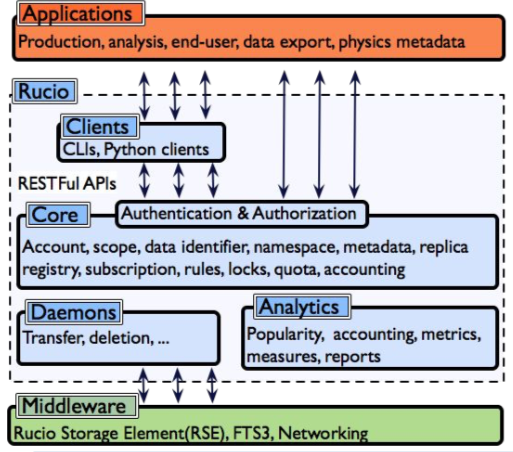 Applications
Production, analysis, end-user, data export, physics metadata
Rucio
Clients
CLIs, Python clients
RESTFul APIs
Core
Authentication & Authorization
Account, scope, data identifier, namespace, metadata, replica
registry, subscription, rules, locks, quota, accounting
Daemons
Transfer, deletion, ...
Analytics
Popularity, accounting, metrics,
measures, reports
Middleware
Rucio Storage Element(RSE), FTS3, Networking